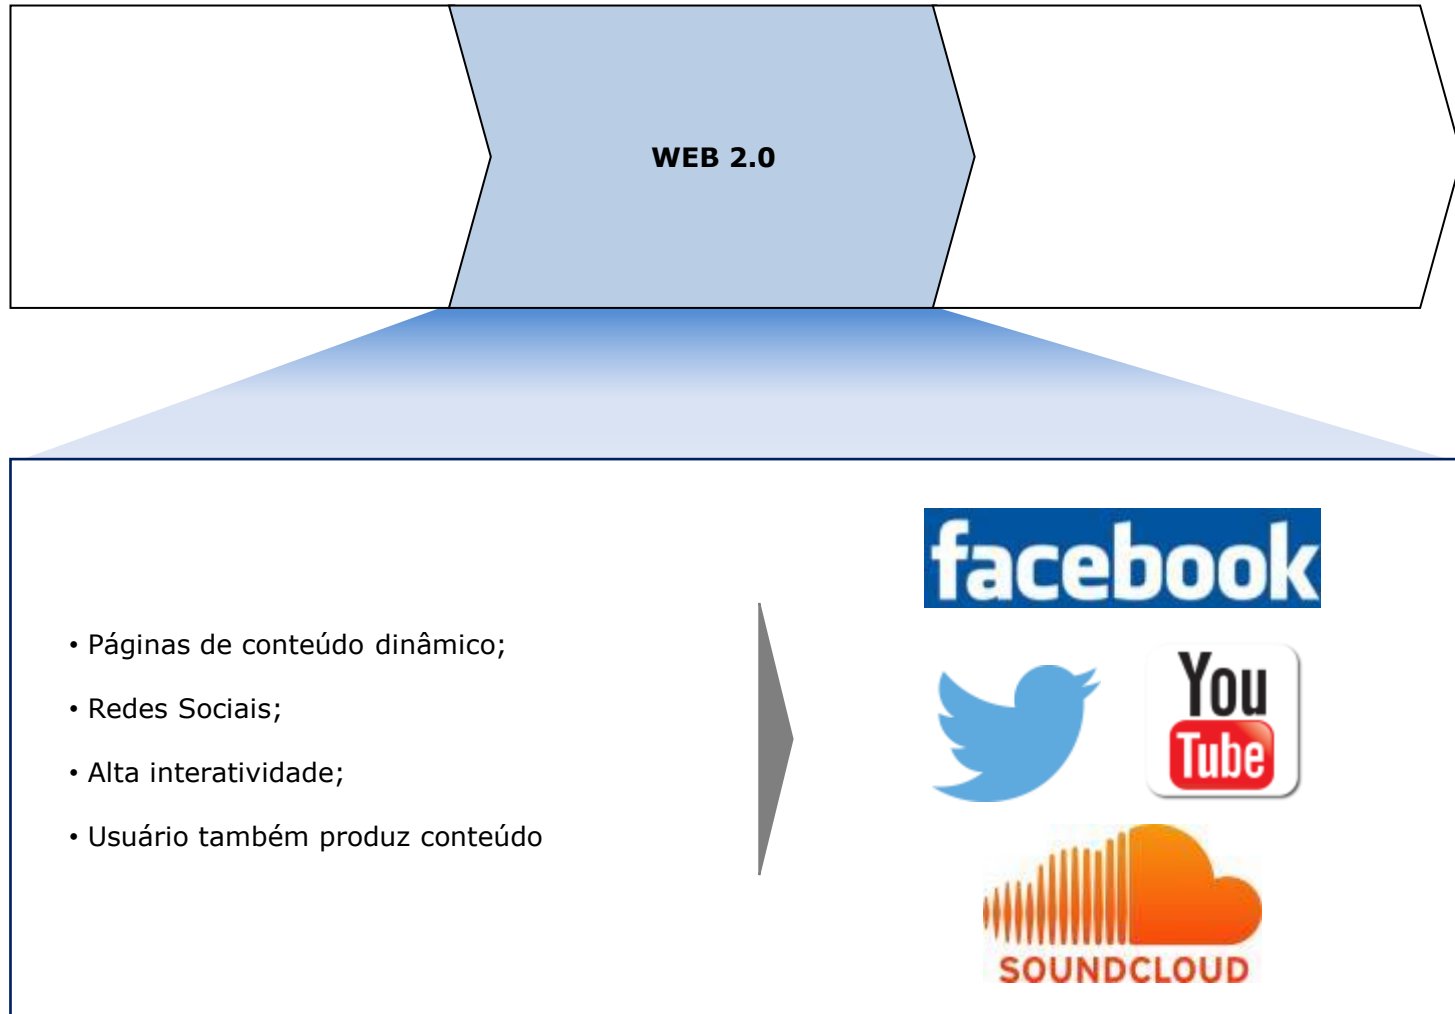 WEB 2.0
• Páginas de conteúdo dinâmico;
• Redes Sociais;
• Alta interatividade;
• Usuário também produz conteúdo
facebook
You
Tube
SOUNDCLOUD